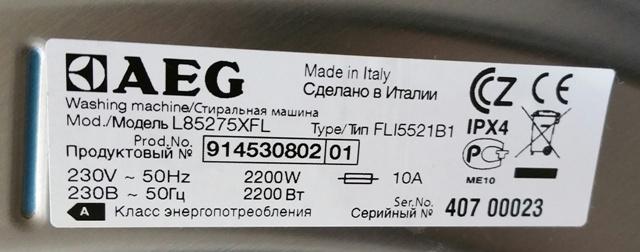 AEG
Made in Italy
Сделано в Италии
Washing machine/Стиральная машина
Mod./Модель L85275XFL Type/Тип FLI5521B1
IPX4
Prod.No.
Продуктовый № 914530802 01
ME10
230V ~ 50Hz 2200W 10A
230В ~ 50Гц 2200 Вт
Ser.No.
Серийный № 407 00023
A Класс энергопотребления